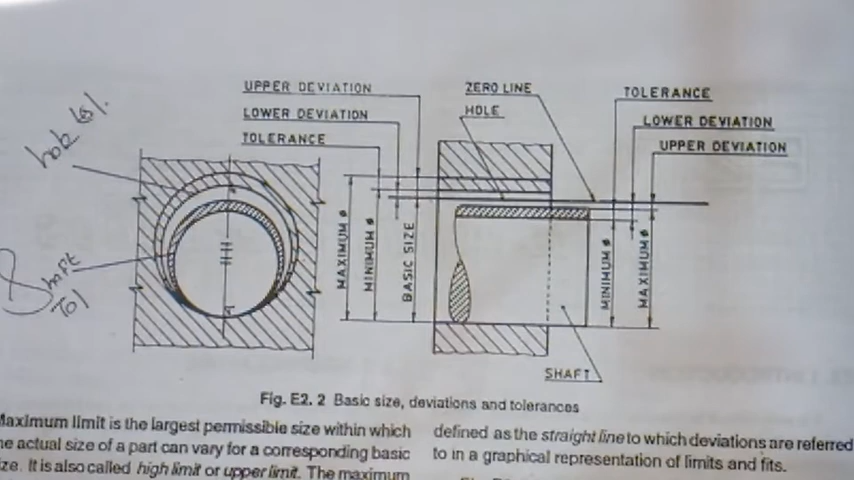 UPPER DEVIATION
LOWER DEVIATION
TOLERANCE
ZERO LINE
HOLE
TOLERANCE
LOWER DEVIATION
UPPER DEVIATION
hole tol.
Shaft
Tol
MAXIMUM ø
MINIMUM ø
BASIC SIZE
MINIMUM ø
MAXIMUM ø
SHAFT
Fig. E2. 2 Basic size, deviations and tolerances
Maximum limit is the largest permissible size within which
the actual size of a part can vary for a corresponding basic
size. It is also called high limit or upper limit. The maximum
defined as the straight line to which deviations are referred
to in a graphical representation of limits and fits.